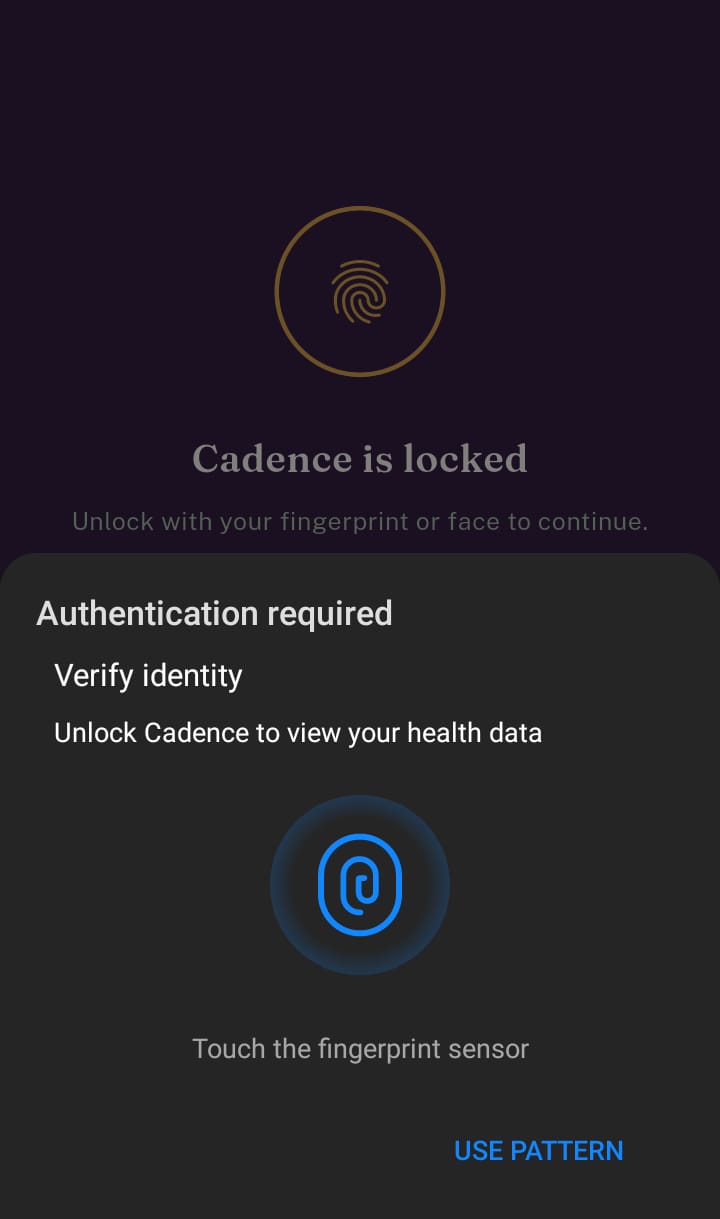 Cadence is locked
Unlock with your fingerprint or face to continue.
Authentication required
Verify identity
Unlock Cadence to view your health data
Touch the fingerprint sensor
USE PATTERN